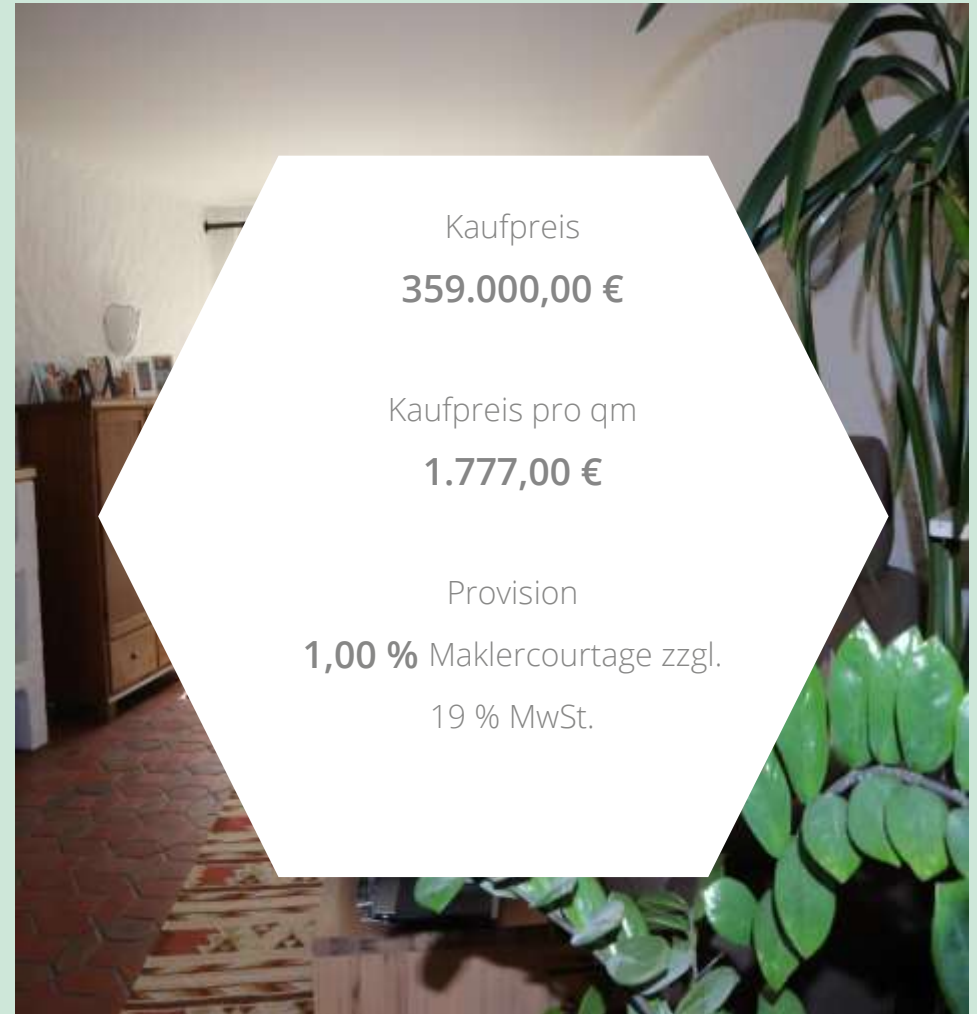 Kaufpreis
359.000,00 €
Kaufpreis pro qm
1.777,00 €
Provision
1,00 % Maklercourtage zzgl.
19 % MwSt.